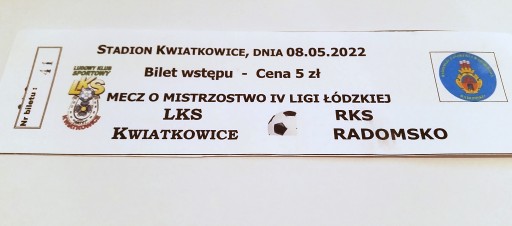 STADION KWIATKOWICE, DNIA 08.05.2022
Bilet wstępu - Cena 5 zł
MECZ O MISTRZOSTWO IV LIGI ŁÓDZKIEJ
LKS
KWIATKOWICE
RKS
RADOMSKO
Nr biletu :
LUDOWY KLUB
SPORTOWY
LKS
KWIATKOWICE